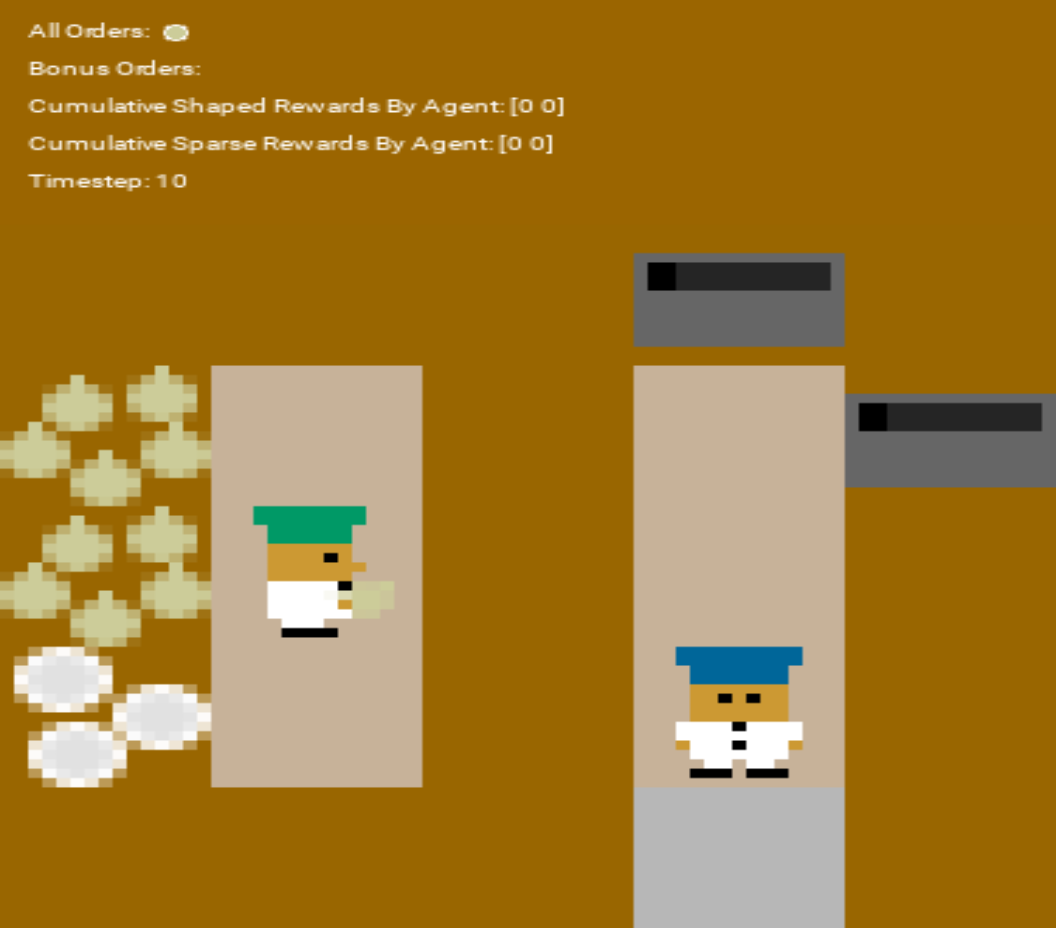 All Orders:
Bonus Orders:
Cumulative Shaped Rewards By Agent: [0 0]
Cumulative Sparse Rewards By Agent: [0 0]
Timestep: 10